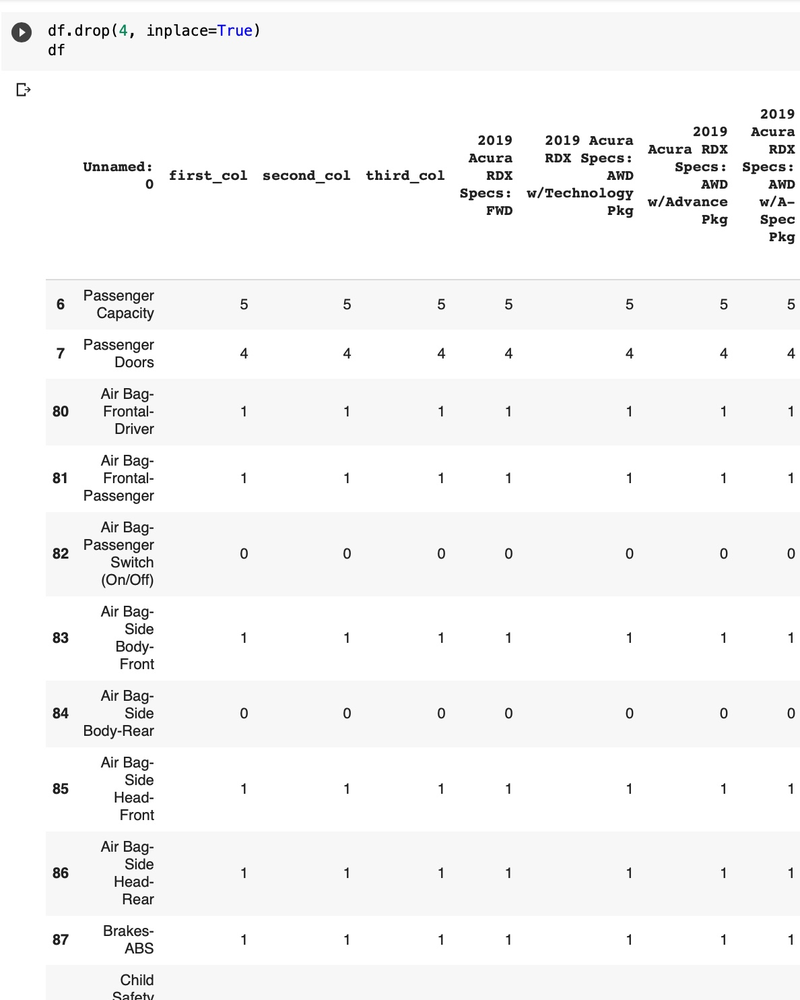 df.drop(4, inplace=True)
df
Unnamed: 0 first_col second_col third_col 2019 Acura RDX Specs: FWD 2019 Acura RDX Specs: AWD w/Technology Pkg 2019 Acura RDX Specs: AWD w/Advance Pkg 2019 Acura RDX Specs: AWD w/A-Spec Pkg
6 Passenger Capacity 5 5 5 5 5 5 5
7 Passenger Doors 4 4 4 4 4 4 4
80 Air Bag-Frontal-Driver 1 1 1 1 1 1 1
81 Air Bag-Frontal-Passenger 1 1 1 1 1 1 1
82 Air Bag-Passenger Switch (On/Off) 0 0 0 0 0 0 0
83 Air Bag-Side Body-Front 1 1 1 1 1 1 1
84 Air Bag-Side Body-Rear 0 0 0 0 0 0 0
85 Air Bag-Side Head-Front 1 1 1 1 1 1 1
86 Air Bag-Side Head-Rear 1 1 1 1 1 1 1
87 Brakes-ABS 1 1 1 1 1 1 1
Child Safety